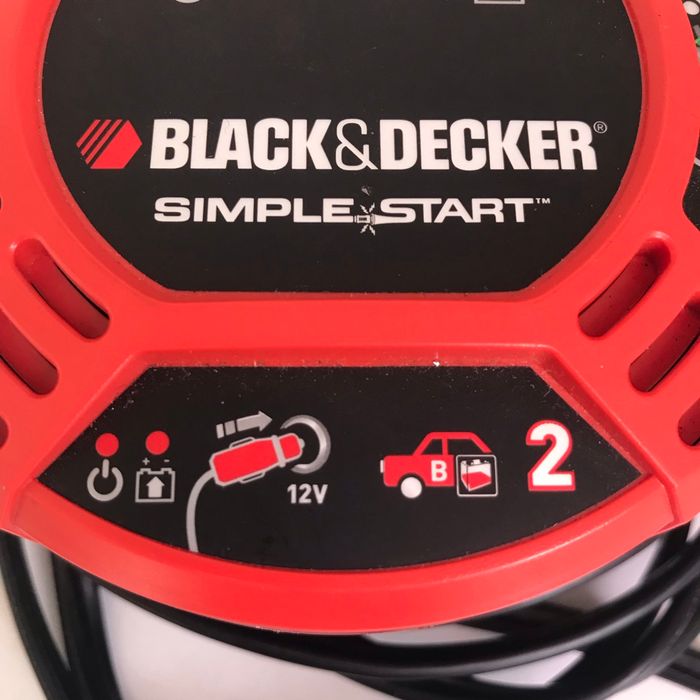 BLACK&DECKER®
SIMPLE START™
+ -
12V
B
2